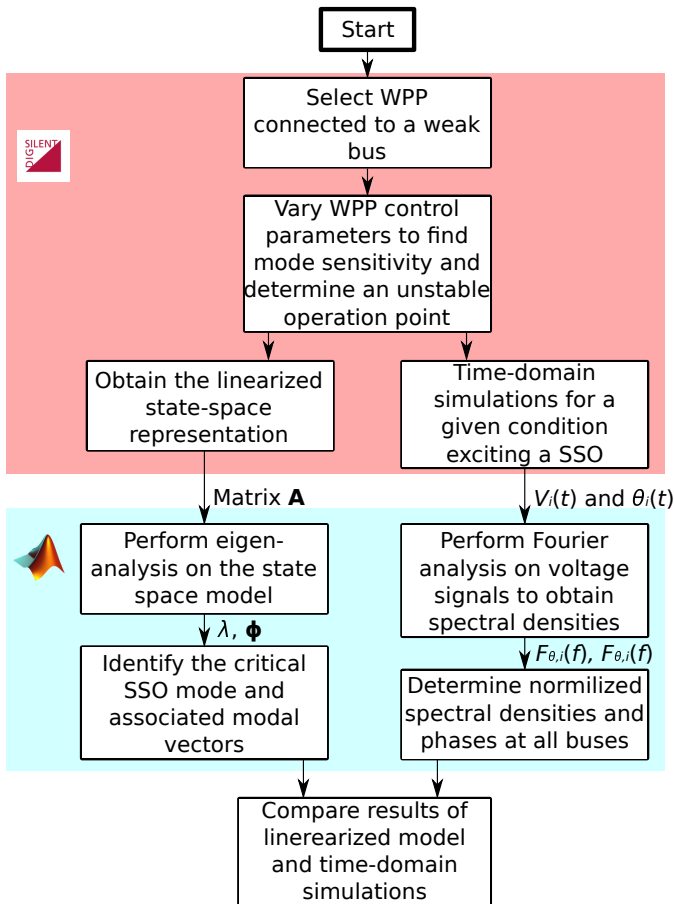 Start
Select WPP
connected to a weak
bus
DIG
SILENT
Vary WPP control
parameters to find
mode sensitivity and
determine an unstable
operation point
Obtain the linearized
state-space
representation
Time-domain
simulations for a
given condition
exciting a SSO
Matrix A
V_i(t) and θ_i(t)
Perform eigen-
analysis on the state
space model
Perform Fourier
analysis on voltage
signals to obtain
spectral densities
λ, ϕ
F_θ,i(f), F_θ,i(f)
Identify the critical
SSO mode and
associated modal
vectors
Determine normilized
spectral densities and
phases at all buses
Compare results of
linerearized model
and time-domain
simulations